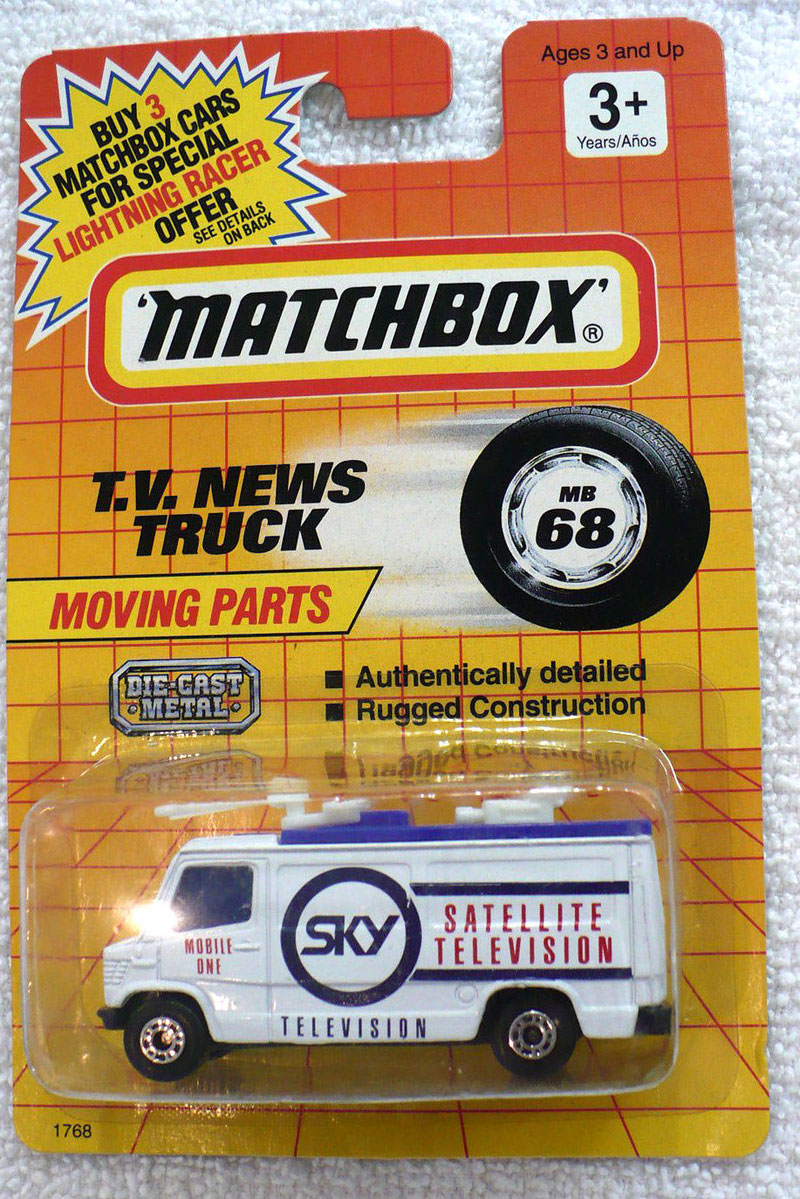 BUY 3
MATCHBOX CARS
FOR SPECIAL
LIGHTNING RACER
OFFER
SEE DETAILS
ON BACK
Ages 3 and Up
3+
Years/Años
'MATCHBOX'®
T.V. NEWS
TRUCK
MB
68
MOVING PARTS
DIE-CAST
METAL
■ Authentically detailed
■ Rugged Construction
MOBILE
ONE
SKY
SATELLITE
TELEVISION
TELEVISION
1768